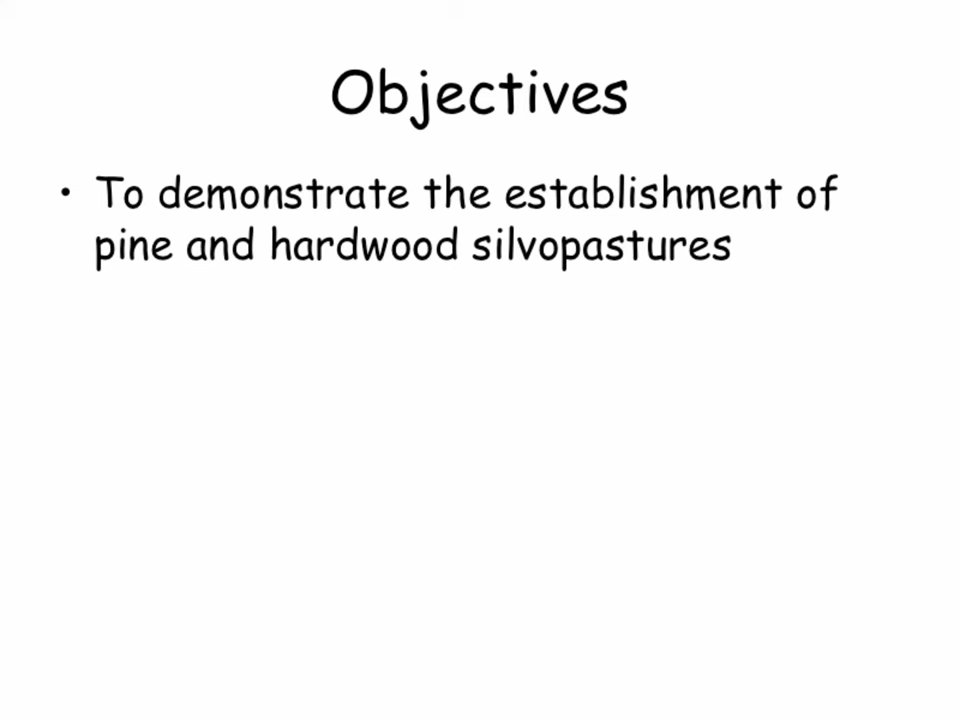 Objectives
• To demonstrate the establishment of
pine and hardwood silvopastures